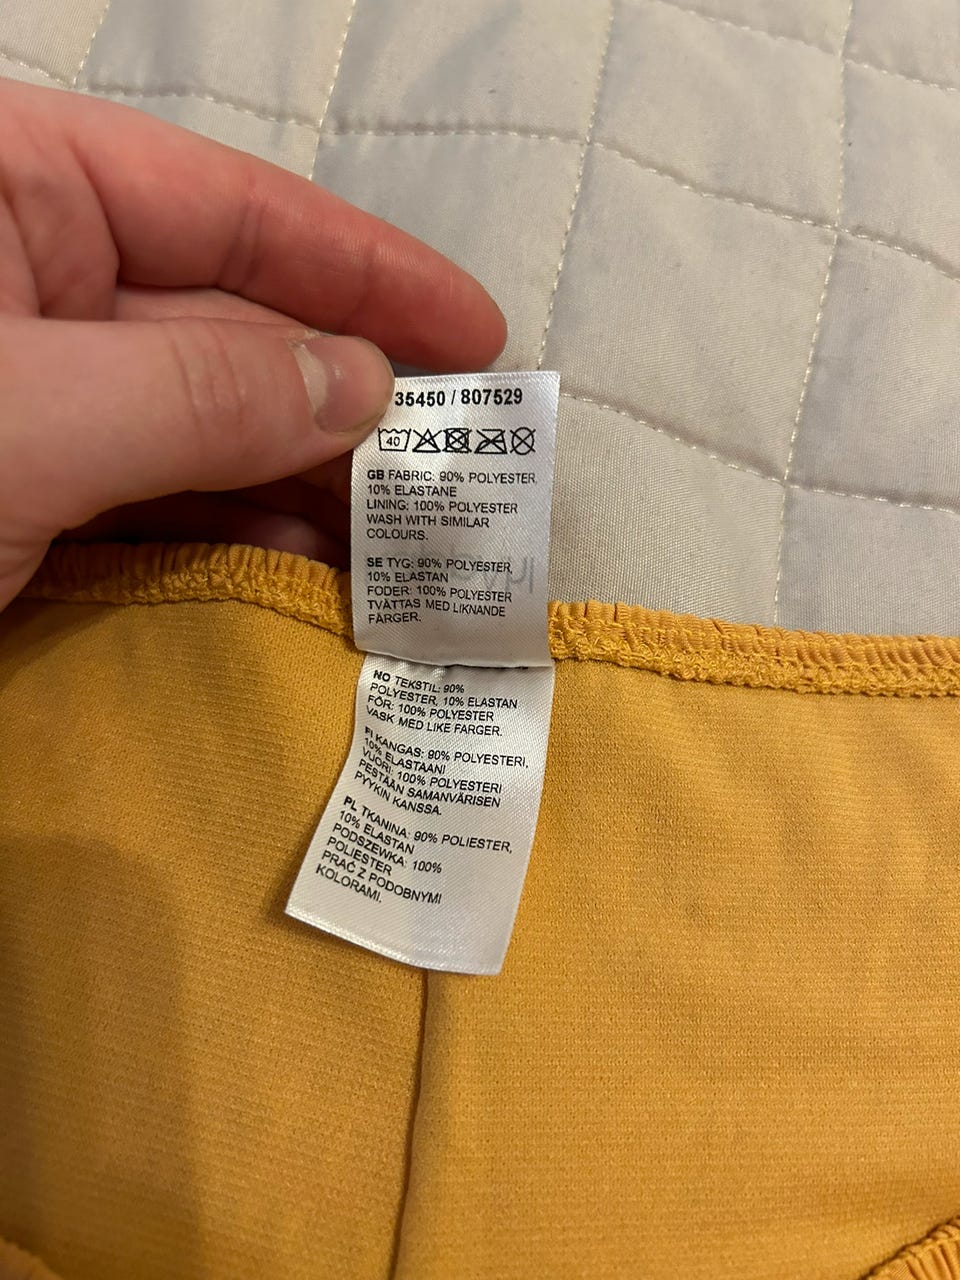 35450 / 807529
40
GB FABRIC: 90% POLYESTER,
10% ELASTANE
LINING: 100% POLYESTER
WASH WITH SIMILAR
COLOURS.
SE TYG: 90% POLYESTER,
10% ELASTAN
FODER: 100% POLYESTER
TVÄTTAS MED LIKNANDE
FÄRGER.
NO TEKSTIL: 90%
POLYESTER, 10% ELASTAN
FÔR: 100% POLYESTER
VASK MED LIKE FARGER.
FI KANGAS: 90% POLYESTERI,
10% ELASTAANI
VUORI: 100% POLYESTERI
PESTÄÄN SAMANVÄRISEN
PYYKIN KANSSA.
PL TKANINA: 90% POLIESTER,
10% ELASTAN
PODSZEWKA: 100%
POLIESTER
PRAĆ Z PODOBNYMI
KOLORAMI.